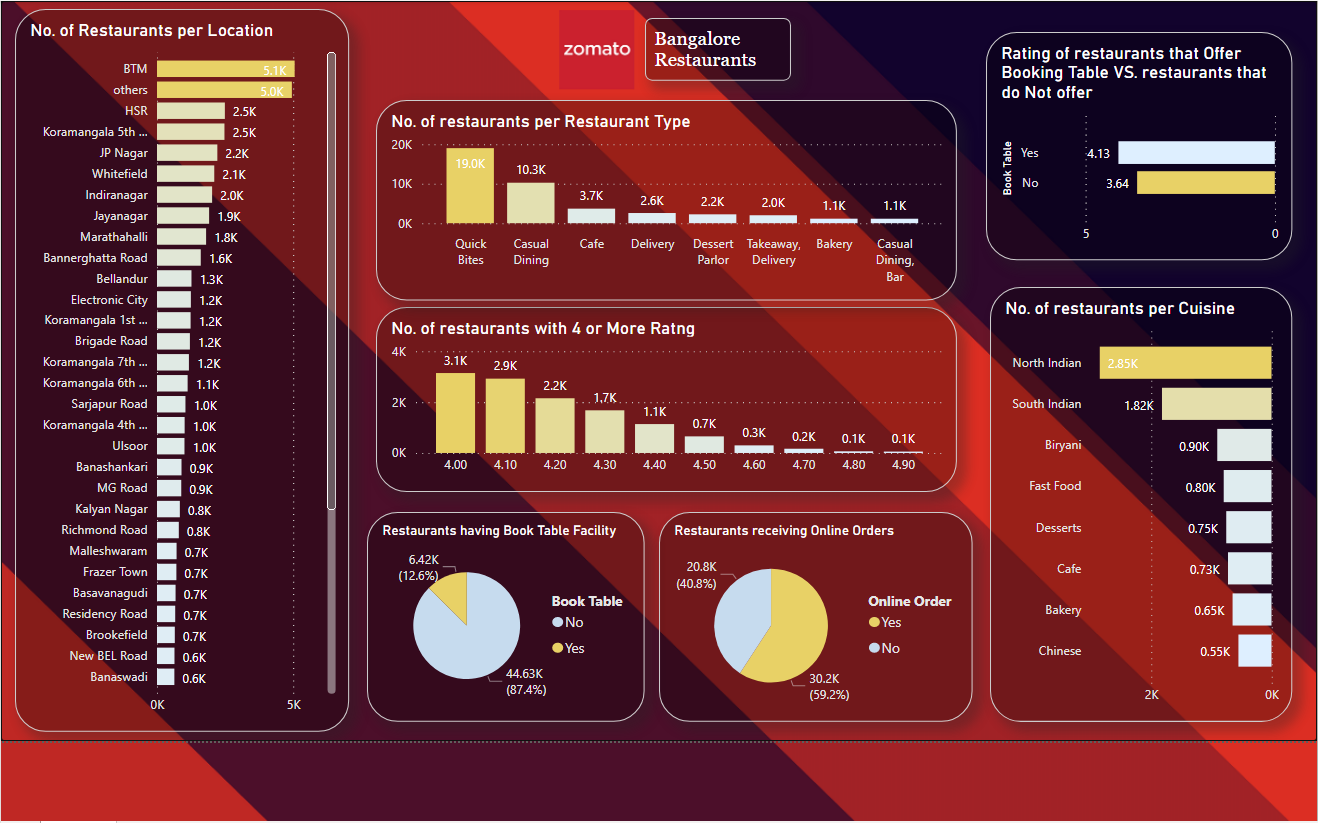 No. of Restaurants per Location
BTM 5.1K
others 5.0K
HSR 2.5K
Koramangala 5th ... 2.5K
JP Nagar 2.2K
Whitefield 2.1K
Indiranagar 2.0K
Jayanagar 1.9K
Marathahalli 1.8K
Bannerghatta Road 1.6K
Bellandur 1.3K
Electronic City 1.2K
Koramangala 1st ... 1.2K
Brigade Road 1.2K
Koramangala 7th ... 1.2K
Koramangala 6th ... 1.1K
Sarjapur Road 1.0K
Koramangala 4th ... 1.0K
Ulsoor 1.0K
Banashankari 0.9K
MG Road 0.9K
Kalyan Nagar 0.8K
Richmond Road 0.8K
Malleshwaram 0.7K
Frazer Town 0.7K
Basavanagudi 0.7K
Residency Road 0.7K
Brookefield 0.7K
New BEL Road 0.6K
Banaswadi 0.6K
0K 5K
zomato
Bangalore
Restaurants
No. of restaurants per Restaurant Type
20K
10K
0K
19.0K 10.3K 3.7K 2.6K 2.2K 2.0K 1.1K 1.1K
Quick Casual Cafe Delivery Dessert Takeaway, Bakery Casual
Bites Dining Parlor Delivery Dining,
Bar
No. of restaurants with 4 or More Ratng
4K
2K
0K
3.1K 2.9K 2.2K 1.7K 1.1K 0.7K 0.3K 0.2K 0.1K 0.1K
4.00 4.10 4.20 4.30 4.40 4.50 4.60 4.70 4.80 4.90
Restaurants having Book Table Facility
6.42K
(12.6%)
44.63K
(87.4%)
Book Table
No
Yes
Restaurants receiving Online Orders
20.8K
(40.8%)
30.2K
(59.2%)
Online Order
Yes
No
Rating of restaurants that Offer
Booking Table VS. restaurants that
do Not offer
Book Table
Yes 4.13
No 3.64
5 0
No. of restaurants per Cuisine
North Indian 2.85K
South Indian 1.82K
Biryani 0.90K
Fast Food 0.80K
Desserts 0.75K
Cafe 0.73K
Bakery 0.65K
Chinese 0.55K
2K 0K